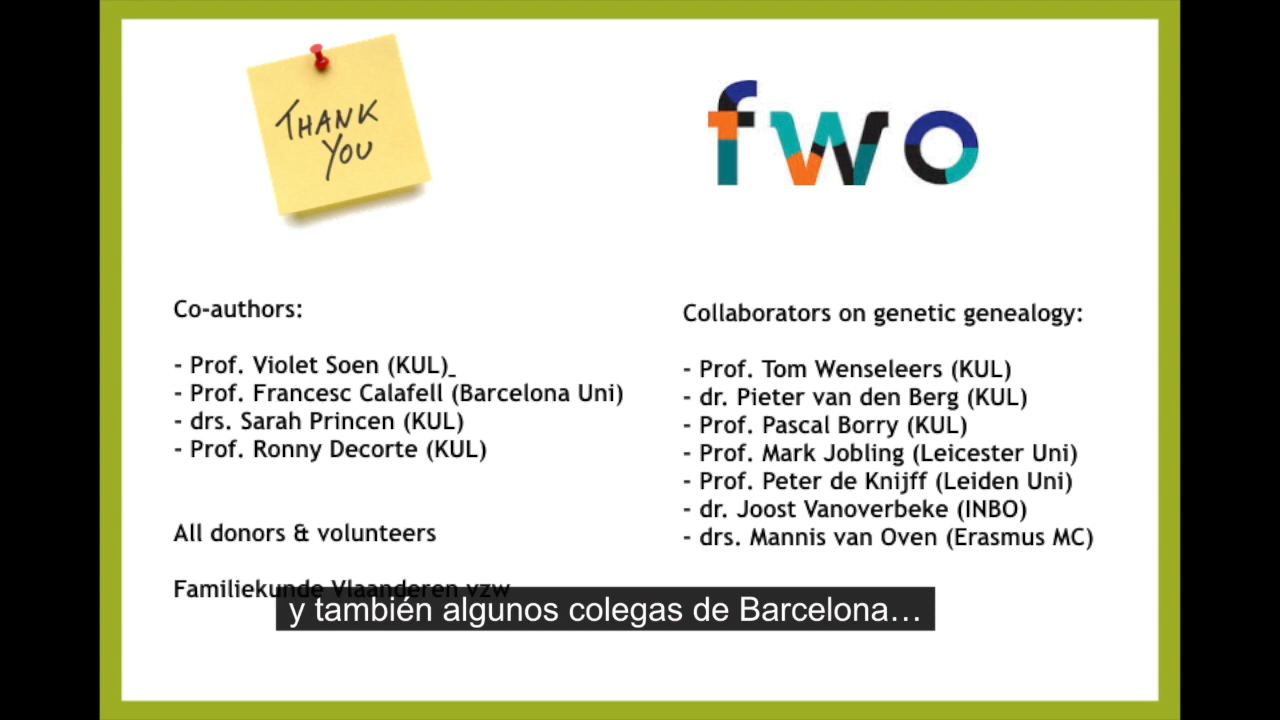 THANK
YOU
fwo
Co-authors:
- Prof. Violet Soen (KUL)_
- Prof. Francesc Calafell (Barcelona Uni)
- drs. Sarah Princen (KUL)
- Prof. Ronny Decorte (KUL)
All donors & volunteers
Familiekunde Vlaanderen vzw
Collaborators on genetic genealogy:
- Prof. Tom Wenseleers (KUL)
- dr. Pieter van den Berg (KUL)
- Prof. Pascal Borry (KUL)
- Prof. Mark Jobling (Leicester Uni)
- Prof. Peter de Knijff (Leiden Uni)
- dr. Joost Vanoverbeke (INBO)
- drs. Mannis van Oven (Erasmus MC)
y también algunos colegas de Barcelona…